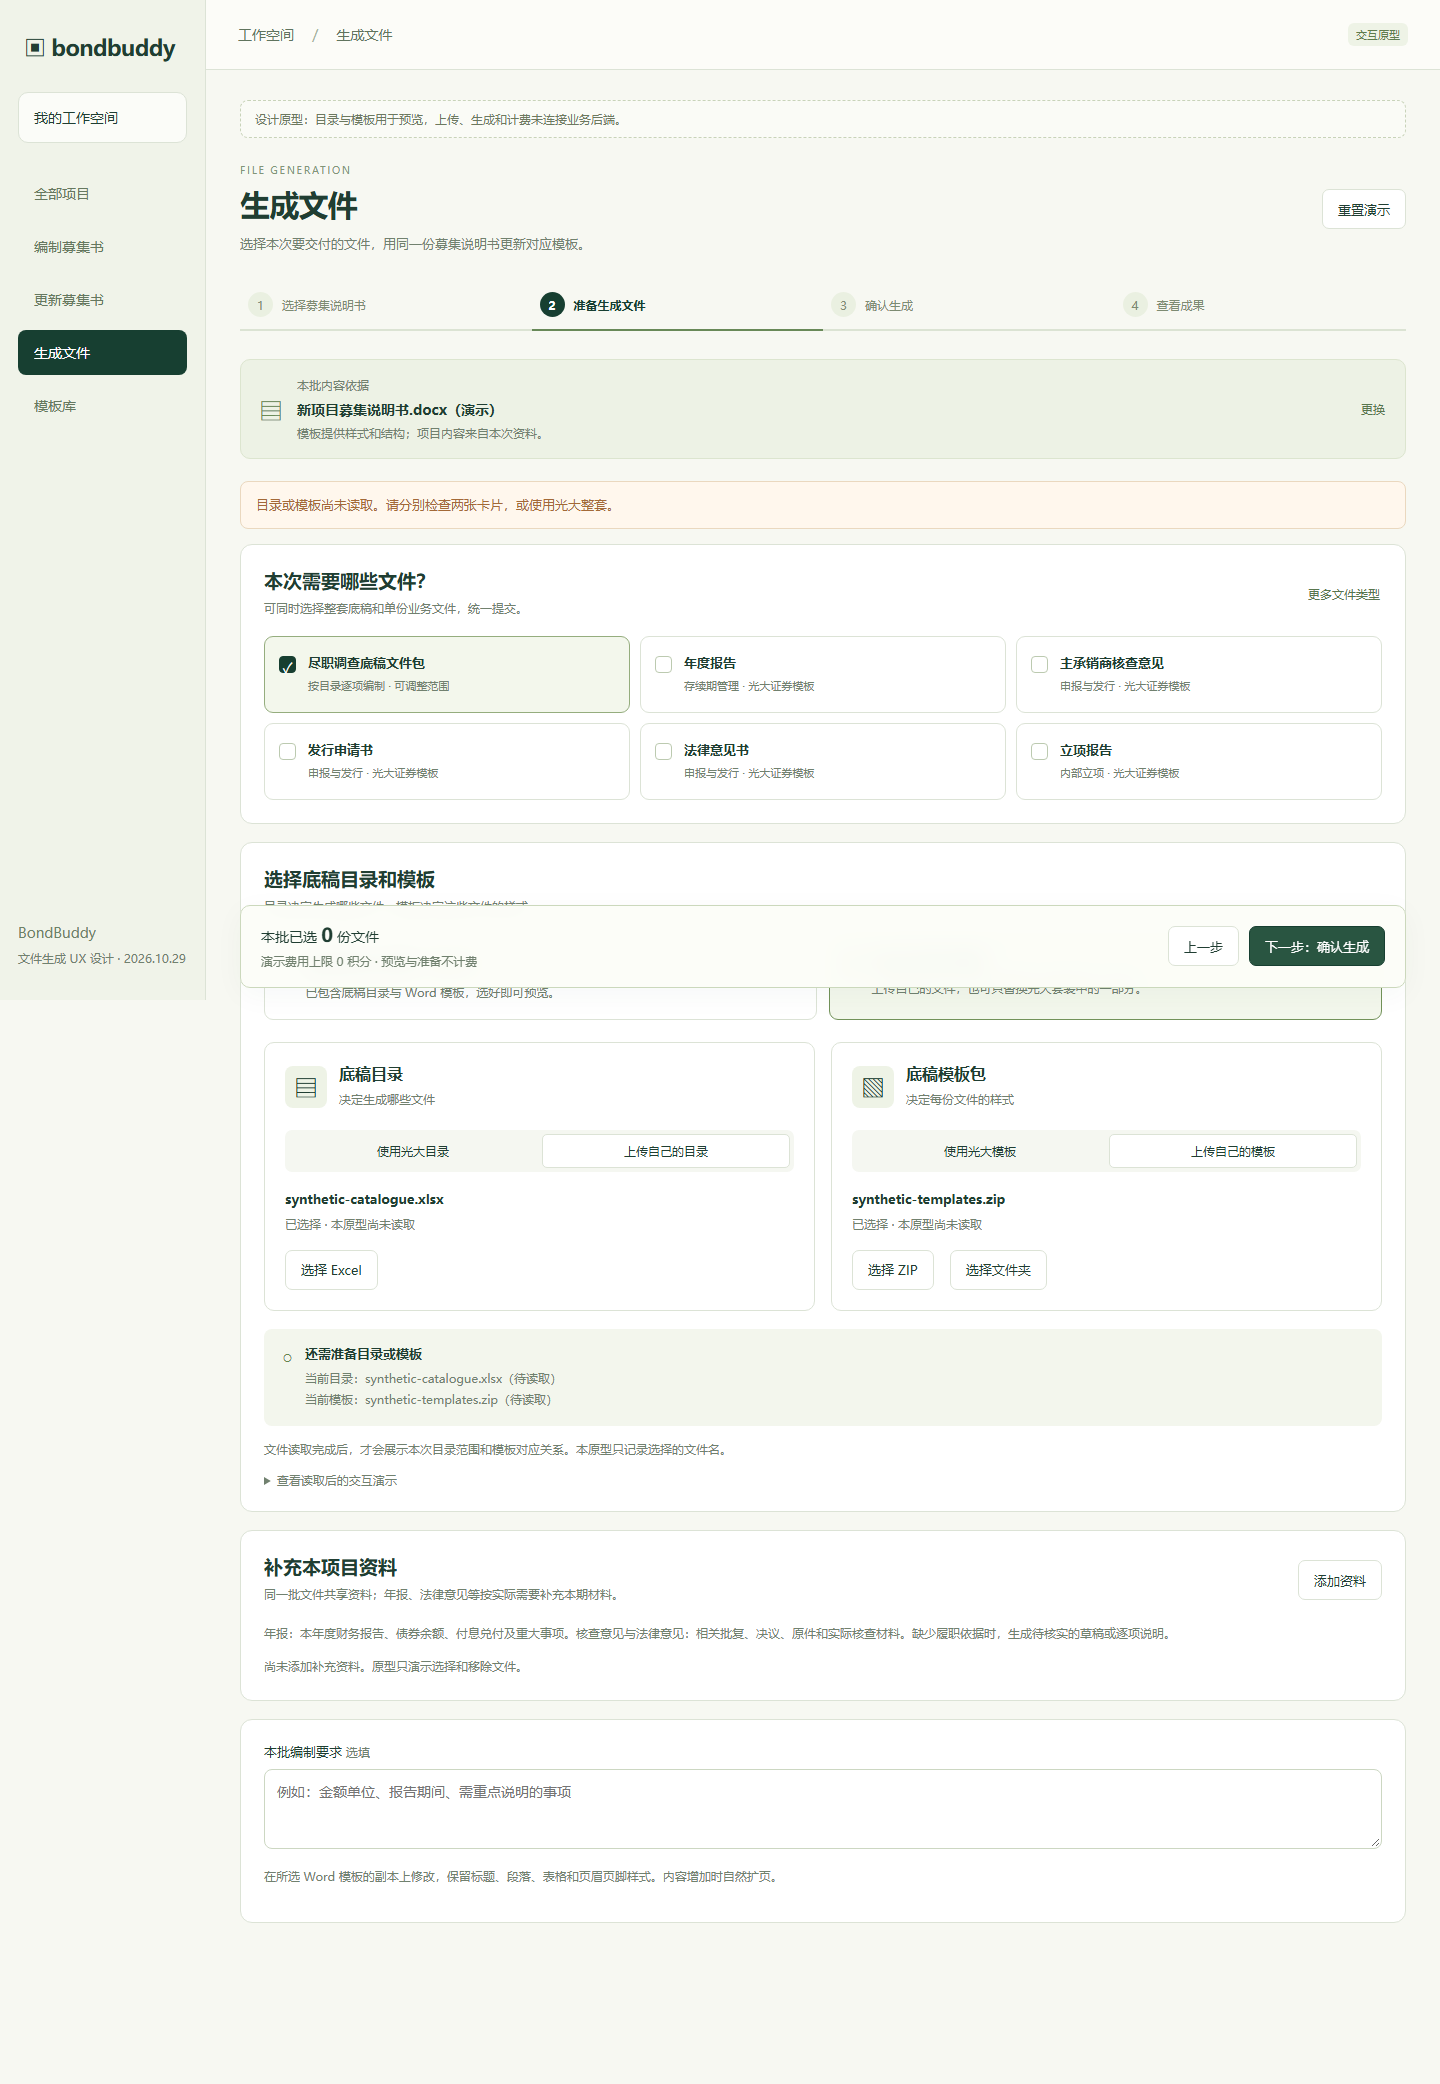 bondbuddy
我的工作空间
全部项目
编制募集书
更新募集书
生成文件
模板库
BondBuddy
文件生成 UX 设计 · 2026.10.29
工作空间 / 生成文件
交互原型
设计原型：目录与模板用于预览，上传、生成和计费未连接业务后端。
FILE GENERATION
生成文件
选择本次要交付的文件，用同一份募集说明书更新对应模板。
重置演示
1 选择募集说明书
2 准备生成文件
3 确认生成
4 查看成果
本批内容依据
新项目募集说明书.docx（演示）
模板提供样式和结构；项目内容来自本次资料。
更换
目录或模板尚未读取。请分别检查两张卡片，或使用光大整套。
本次需要哪些文件？
可同时选择整套底稿和单份业务文件，统一提交。
更多文件类型
尽职调查底稿文件包
按目录逐项编制 · 可调整范围
年度报告
存续期管理 · 光大证券模板
主承销商核查意见
申报与发行 · 光大证券模板
发行申请书
申报与发行 · 光大证券模板
法律意见书
申报与发行 · 光大证券模板
立项报告
内部立项 · 光大证券模板
选择底稿目录和模板
本批已选 0 份文件
演示费用上限 0 积分 · 预览与准备不计费
上一步
下一步：确认生成
已包含底稿目录与 Word 模板，选好即可预览。
上传自己的文件，也可只替换光大套装中的一部分。
底稿目录
决定生成哪些文件
使用光大目录
上传自己的目录
synthetic-catalogue.xlsx
已选择 · 本原型尚未读取
选择 Excel
底稿模板包
决定每份文件的样式
使用光大模板
上传自己的模板
synthetic-templates.zip
已选择 · 本原型尚未读取
选择 ZIP
选择文件夹
还需准备目录或模板
当前目录：synthetic-catalogue.xlsx（待读取）
当前模板：synthetic-templates.zip（待读取）
文件读取完成后，才会展示本次目录范围和模板对应关系。本原型只记录选择的文件名。
查看读取后的交互演示
补充本项目资料
同一批文件共享资料；年报、法律意见等按实际需要补充本期材料。
添加资料
年报：本年度财务报告、债券余额、付息兑付及重大事项。核查意见与法律意见：相关批复、决议、原件和实际核查材料。缺少履职依据时，生成待核实的草稿或逐项说明。
尚未添加补充资料。原型只演示选择和移除文件。
本批编制要求 选填
例如：金额单位、报告期间、需重点说明的事项
在所选 Word 模板的副本上修改，保留标题、段落、表格和页眉页脚样式。内容增加时自然扩页。